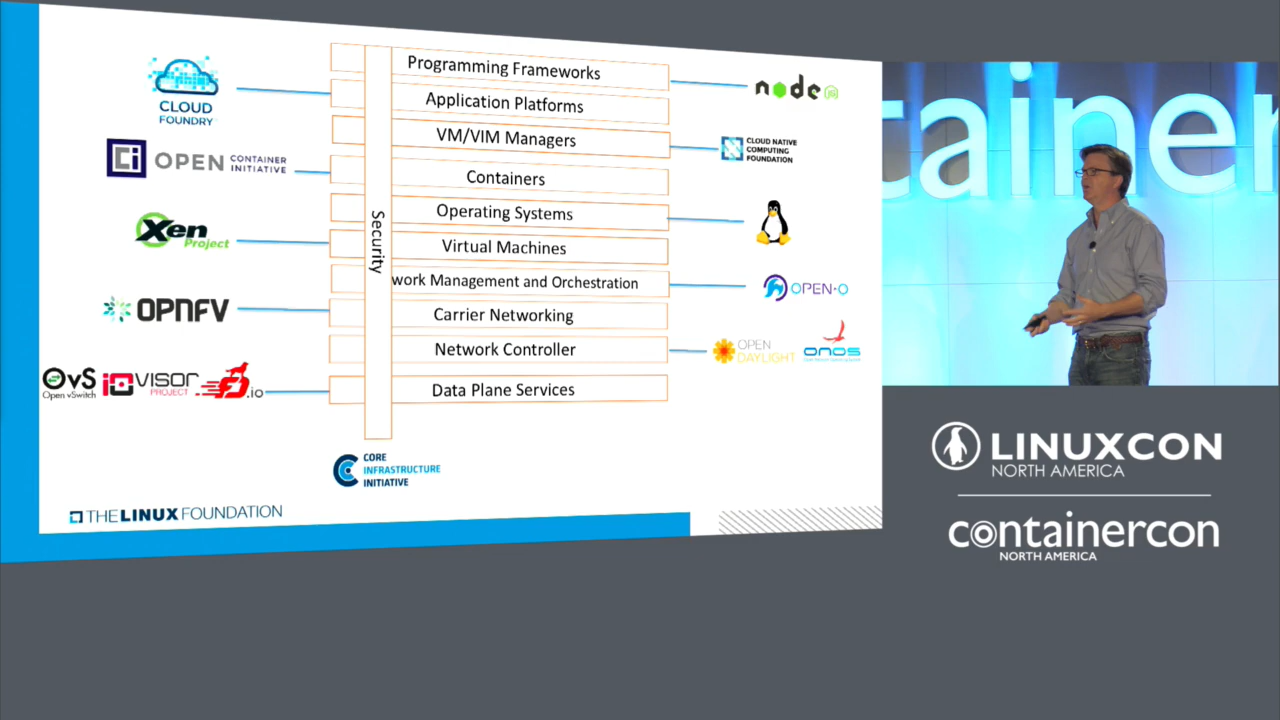 Programming Frameworks
Application Platforms
VM/VIM Managers
Containers
Operating Systems
Virtual Machines
work Management and Orchestration
Carrier Networking
Network Controller
Data Plane Services
Security
CLOUD
FOUNDRY
OPEN CONTAINER
INITIATIVE
Xen
Project
OPNFV
OvS
Open vSwitch
IOVISOR
PROJECT
.io
node
JS
CLOUD NATIVE
COMPUTING
FOUNDATION
OPEN-O
OPEN
DAYLIGHT
onos
CORE
INFRASTRUCTURE
INITIATIVE
THE LINUX FOUNDATION
tainer
LINUXCON
NORTH AMERICA
containercon
NORTH AMERICA